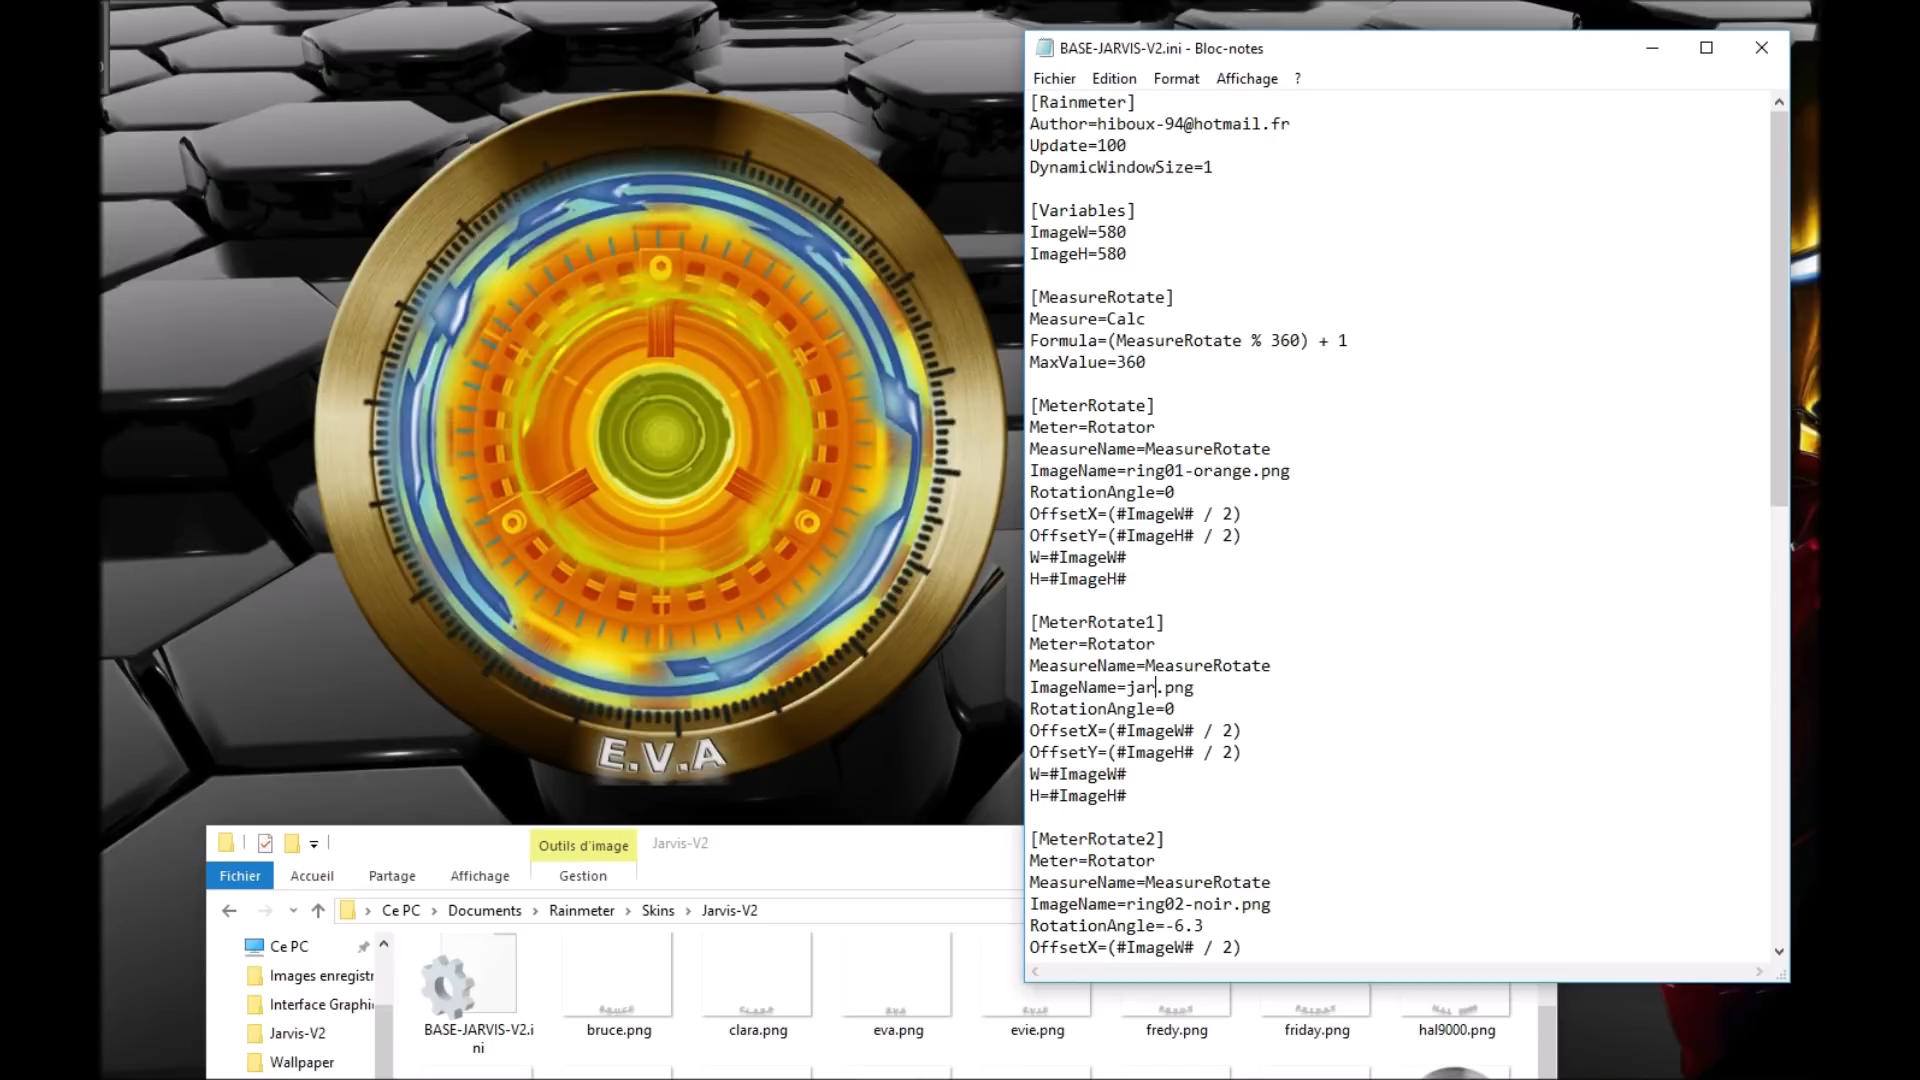 E.V.A
BASE-JARVIS-V2.ini - Bloc-notes
Fichier Edition Format Affichage ?
[Rainmeter]
Author=hiboux-94@hotmail.fr
Update=100
DynamicWindowSize=1
[Variables]
ImageW=580
ImageH=580
[MeasureRotate]
Measure=Calc
Formula=(MeasureRotate % 360) + 1
MaxValue=360
[MeterRotate]
Meter=Rotator
MeasureName=MeasureRotate
ImageName=ring01-orange.png
RotationAngle=0
OffsetX=(#ImageW# / 2)
OffsetY=(#ImageH# / 2)
W=#ImageW#
H=#ImageH#
[MeterRotate1]
Meter=Rotator
MeasureName=MeasureRotate
ImageName=jar.png
RotationAngle=0
OffsetX=(#ImageW# / 2)
OffsetY=(#ImageH# / 2)
W=#ImageW#
H=#ImageH#
[MeterRotate2]
Meter=Rotator
MeasureName=MeasureRotate
ImageName=ring02-noir.png
RotationAngle=-6.3
OffsetX=(#ImageW# / 2)
Outils d'image Jarvis-V2
Fichier Accueil Partage Affichage Gestion
Ce PC > Documents > Rainmeter > Skins > Jarvis-V2
Ce PC
Images enregistr
Interface Graphi
Jarvis-V2
Wallpaper
BASE-JARVIS-V2.i
ni
bruce.png clara.png eva.png evie.png fredy.png friday.png hal9000.png